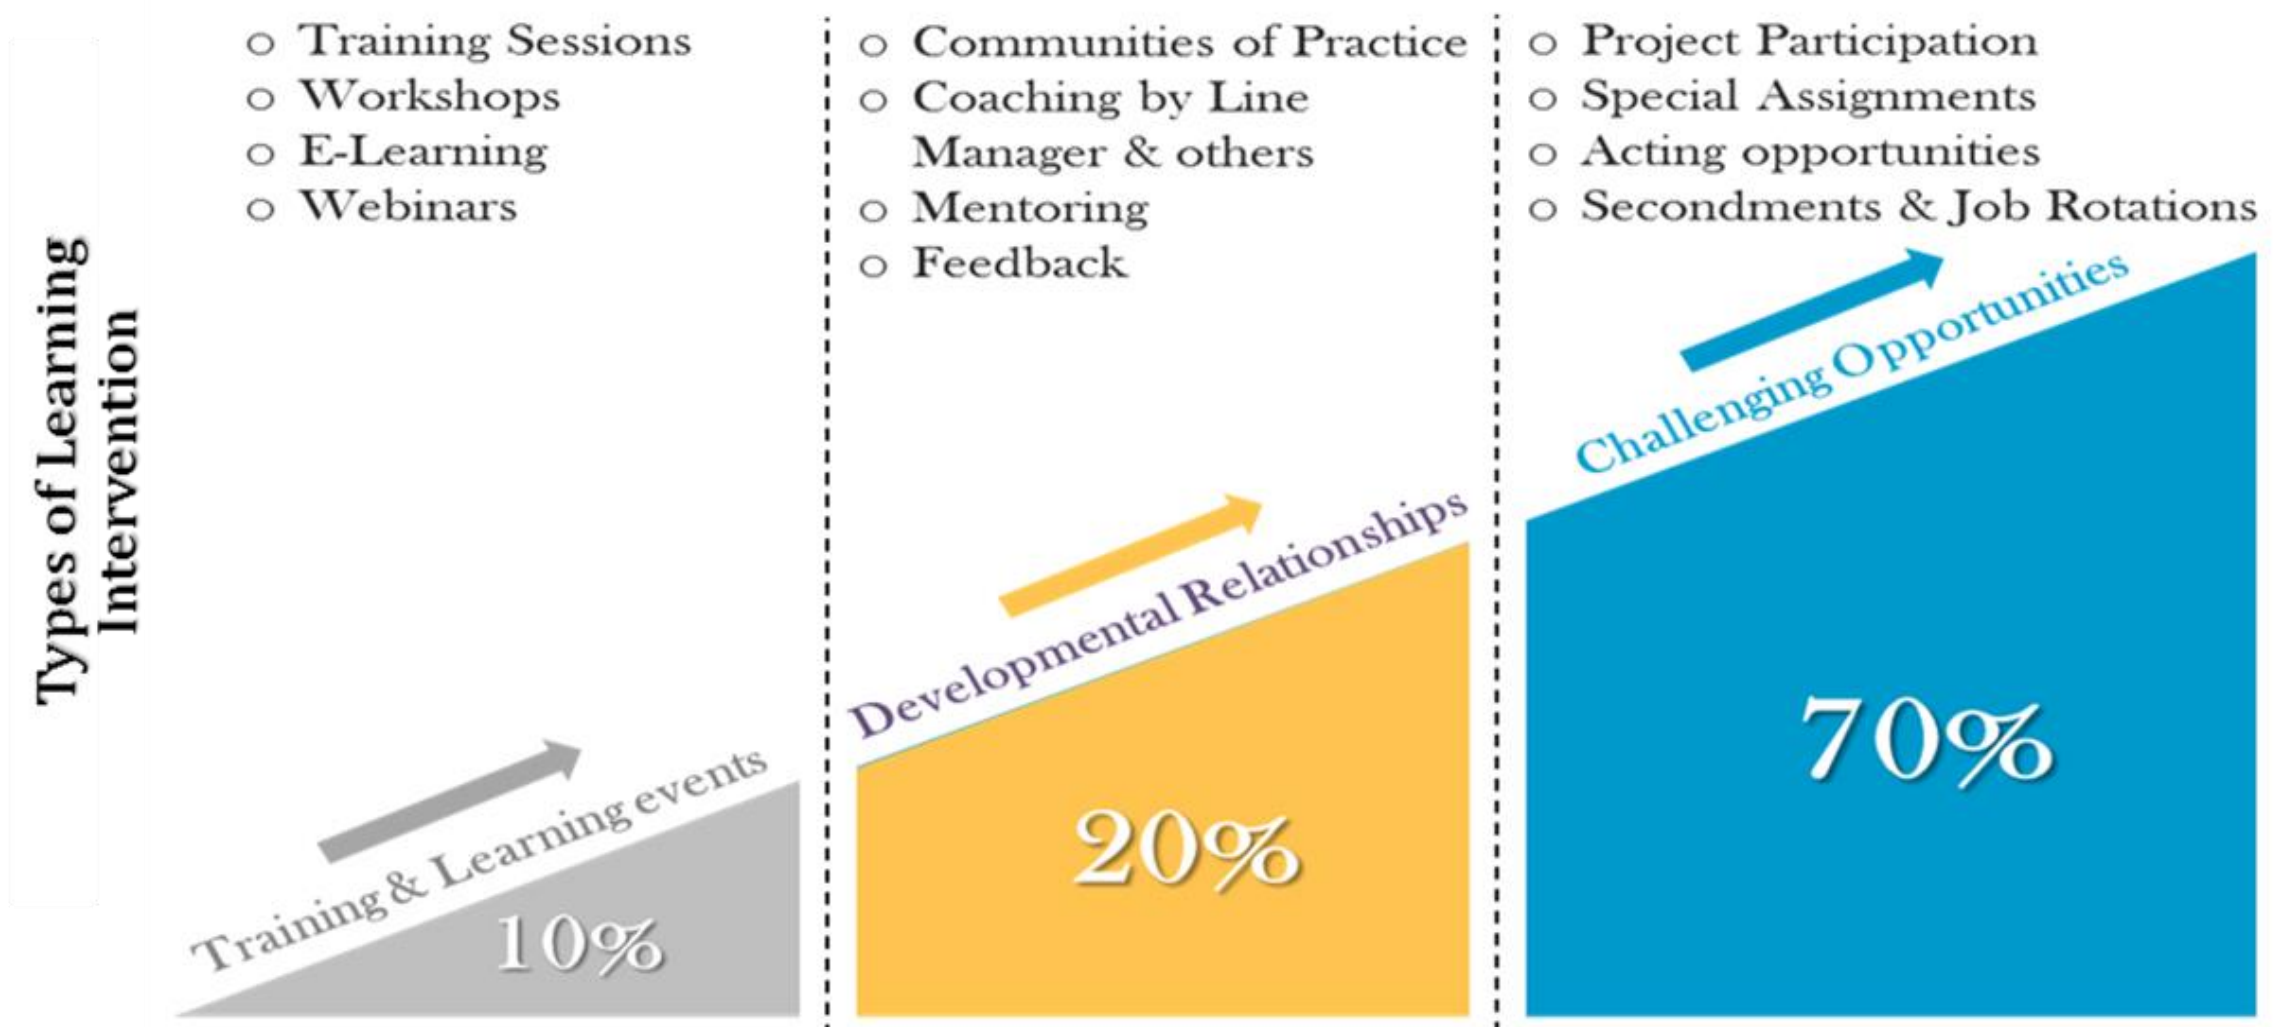 Types of Learning
Intervention
o Training Sessions
o Workshops
o E-Learning
o Webinars
Training & Learning events
10%
o Communities of Practice
o Coaching by Line
Manager & others
o Mentoring
o Feedback
Developmental Relationships
20%
o Project Participation
o Special Assignments
o Acting opportunities
o Secondments & Job Rotations
Challenging Opportunities
70%